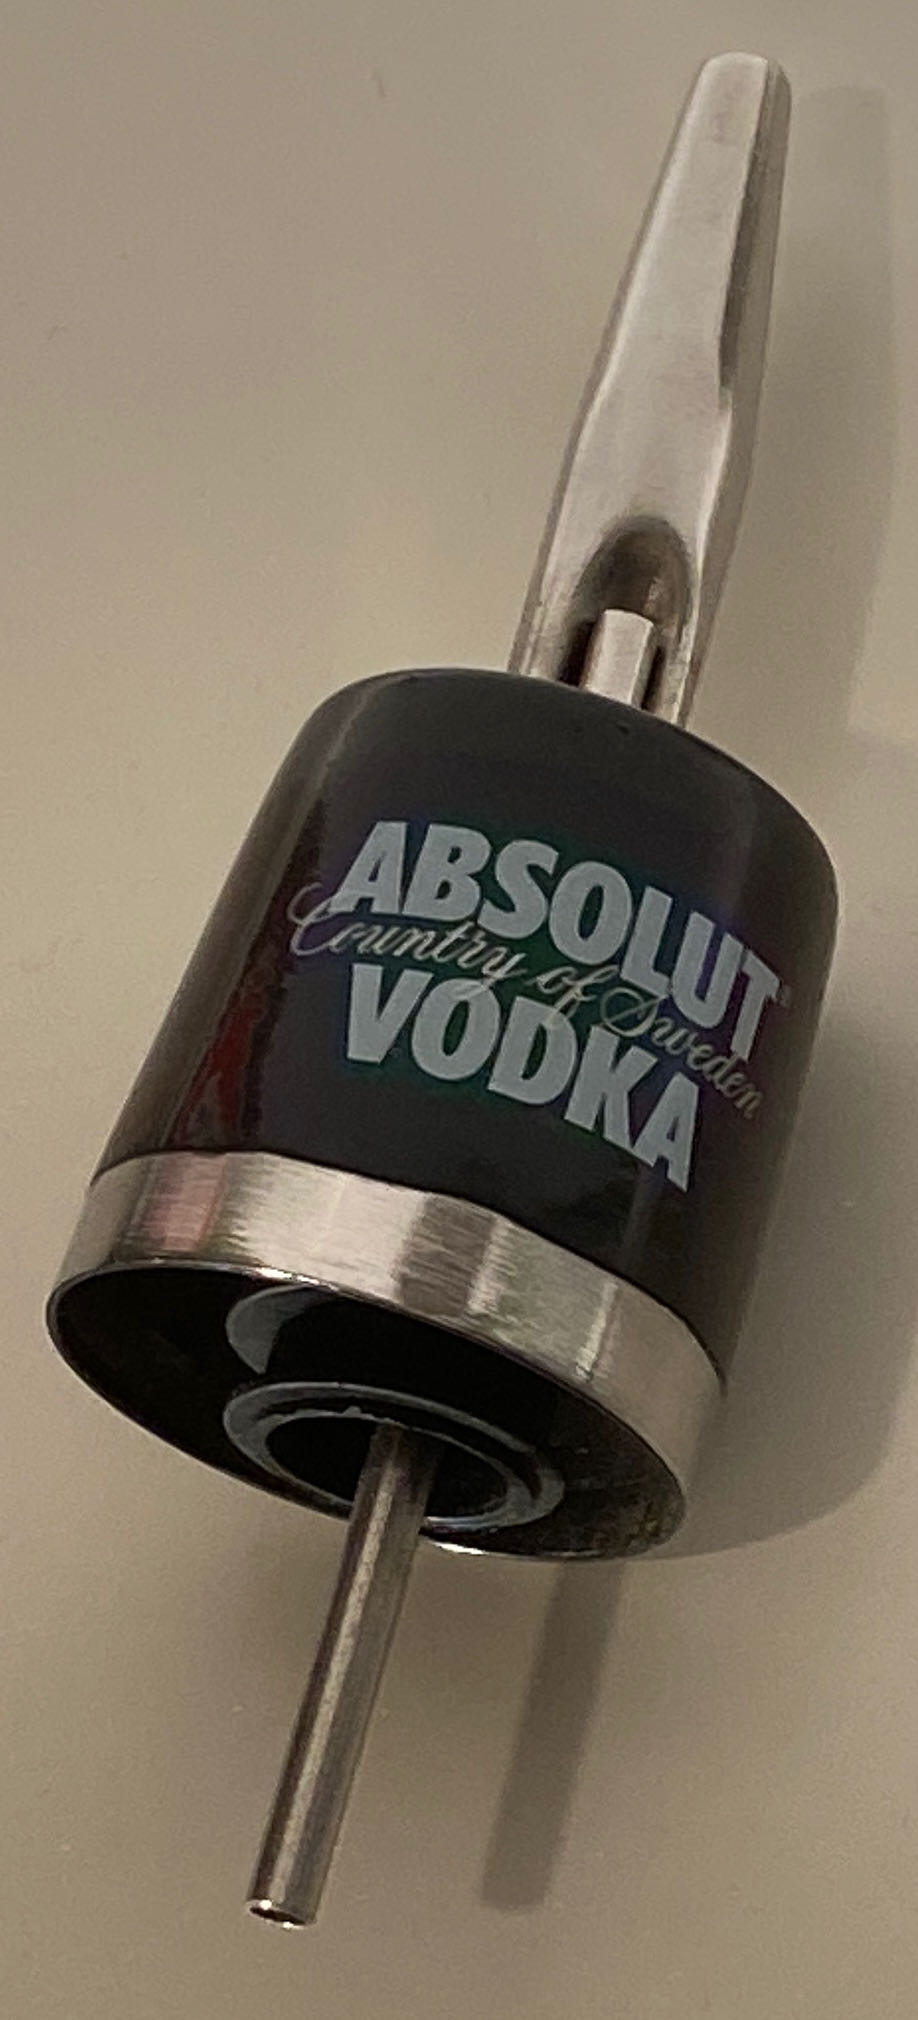 ABSOLUT
Country of Sweden
VODKA